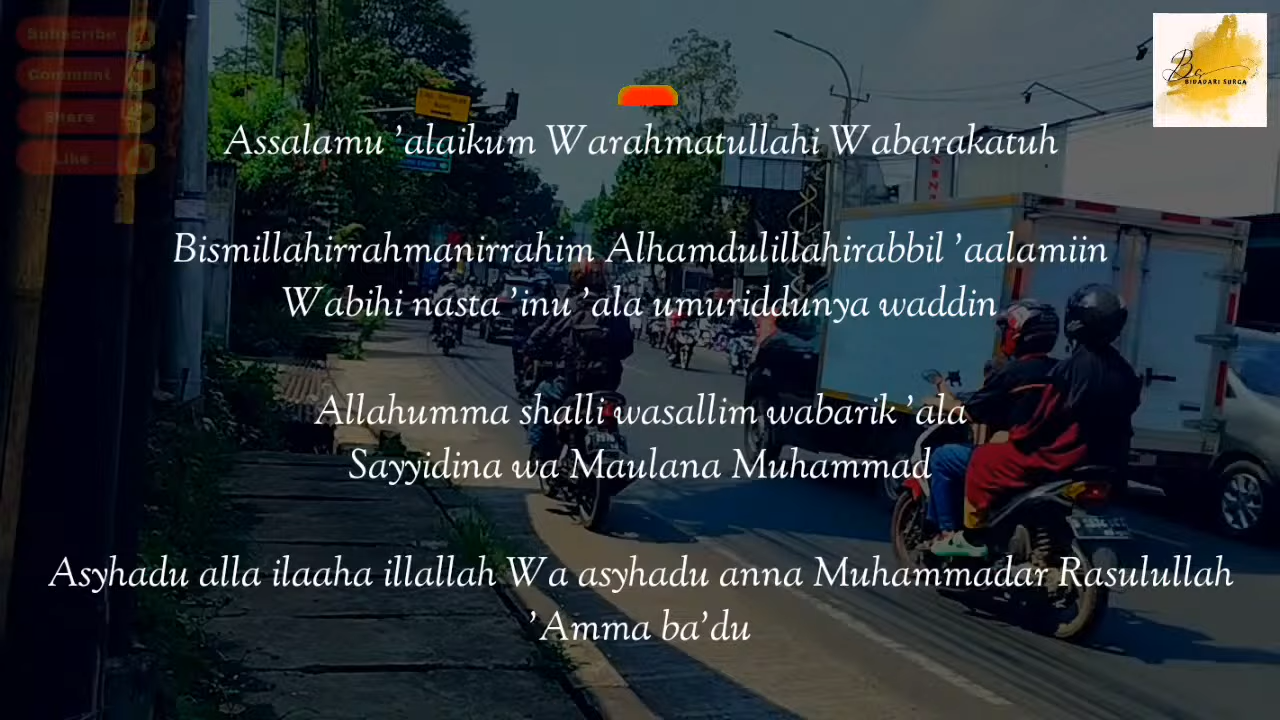 Subscribe
Comment
Share
Like
BIDADARI SURGA
Assalamu 'alaikum Warahmatullahi Wabarakatuh
Bismillahirrahmanirrahim Alhamdulillahirabbil 'aalamiin
Wabihi nasta'inu 'ala umuriddunya waddin
Allahumma shalli wasallim wabarik 'ala
Sayyidina wa Maulana Muhammad
Asyhadu alla ilaaha illallah Wa asyhadu anna Muhammadar Rasulullah
'Amma ba'du